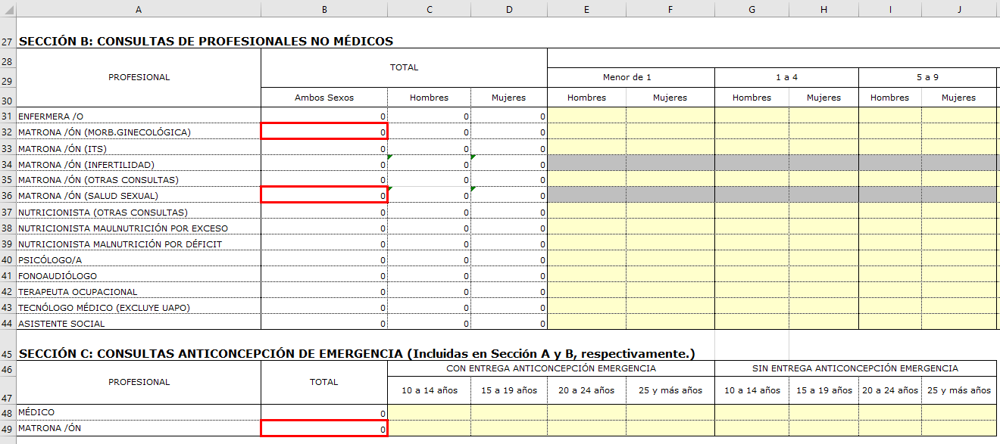 A B C D E F G H I J
27 SECCIÓN B: CONSULTAS DE PROFESIONALES NO MÉDICOS
28 TOTAL
29 PROFESIONAL Menor de 1 1 a 4 5 a 9
30 Ambos Sexos Hombres Mujeres Hombres Mujeres Hombres Mujeres Hombres Mujeres
31 ENFERMERA /O 0 0 0
32 MATRONA /ÓN (MORB.GINECOLÓGICA) 0 0 0
33 MATRONA /ÓN (ITS) 0 0 0
34 MATRONA /ÓN (INFERTILIDAD) 0 0 0
35 MATRONA /ÓN (OTRAS CONSULTAS) 0 0 0
36 MATRONA /ÓN (SALUD SEXUAL) 0 0 0
37 NUTRICIONISTA (OTRAS CONSULTAS) 0 0 0
38 NUTRICIONISTA MAULNUTRICIÓN POR EXCESO 0 0 0
39 NUTRICIONISTA MALNUTRICIÓN POR DÉFICIT 0 0 0
40 PSICÓLOGO/A 0 0 0
41 FONOAUDIÓLOGO 0 0 0
42 TERAPEUTA OCUPACIONAL 0 0 0
43 TECNÓLOGO MÉDICO (EXCLUYE UAPO) 0 0 0
44 ASISTENTE SOCIAL 0 0 0
45 SECCIÓN C: CONSULTAS ANTICONCEPCIÓN DE EMERGENCIA (Incluidas en Sección A y B, respectivamente.)
46 CON ENTREGA ANTICONCEPCIÓN EMERGENCIA SIN ENTREGA ANTICONCEPCIÓN EMERGENCIA
PROFESIONAL TOTAL
47 10 a 14 años 15 a 19 años 20 a 24 años 25 y más años 10 a 14 años 15 a 19 años 20 a 24 años 25 y más años
48 MÉDICO 0
49 MATRONA /ÓN 0